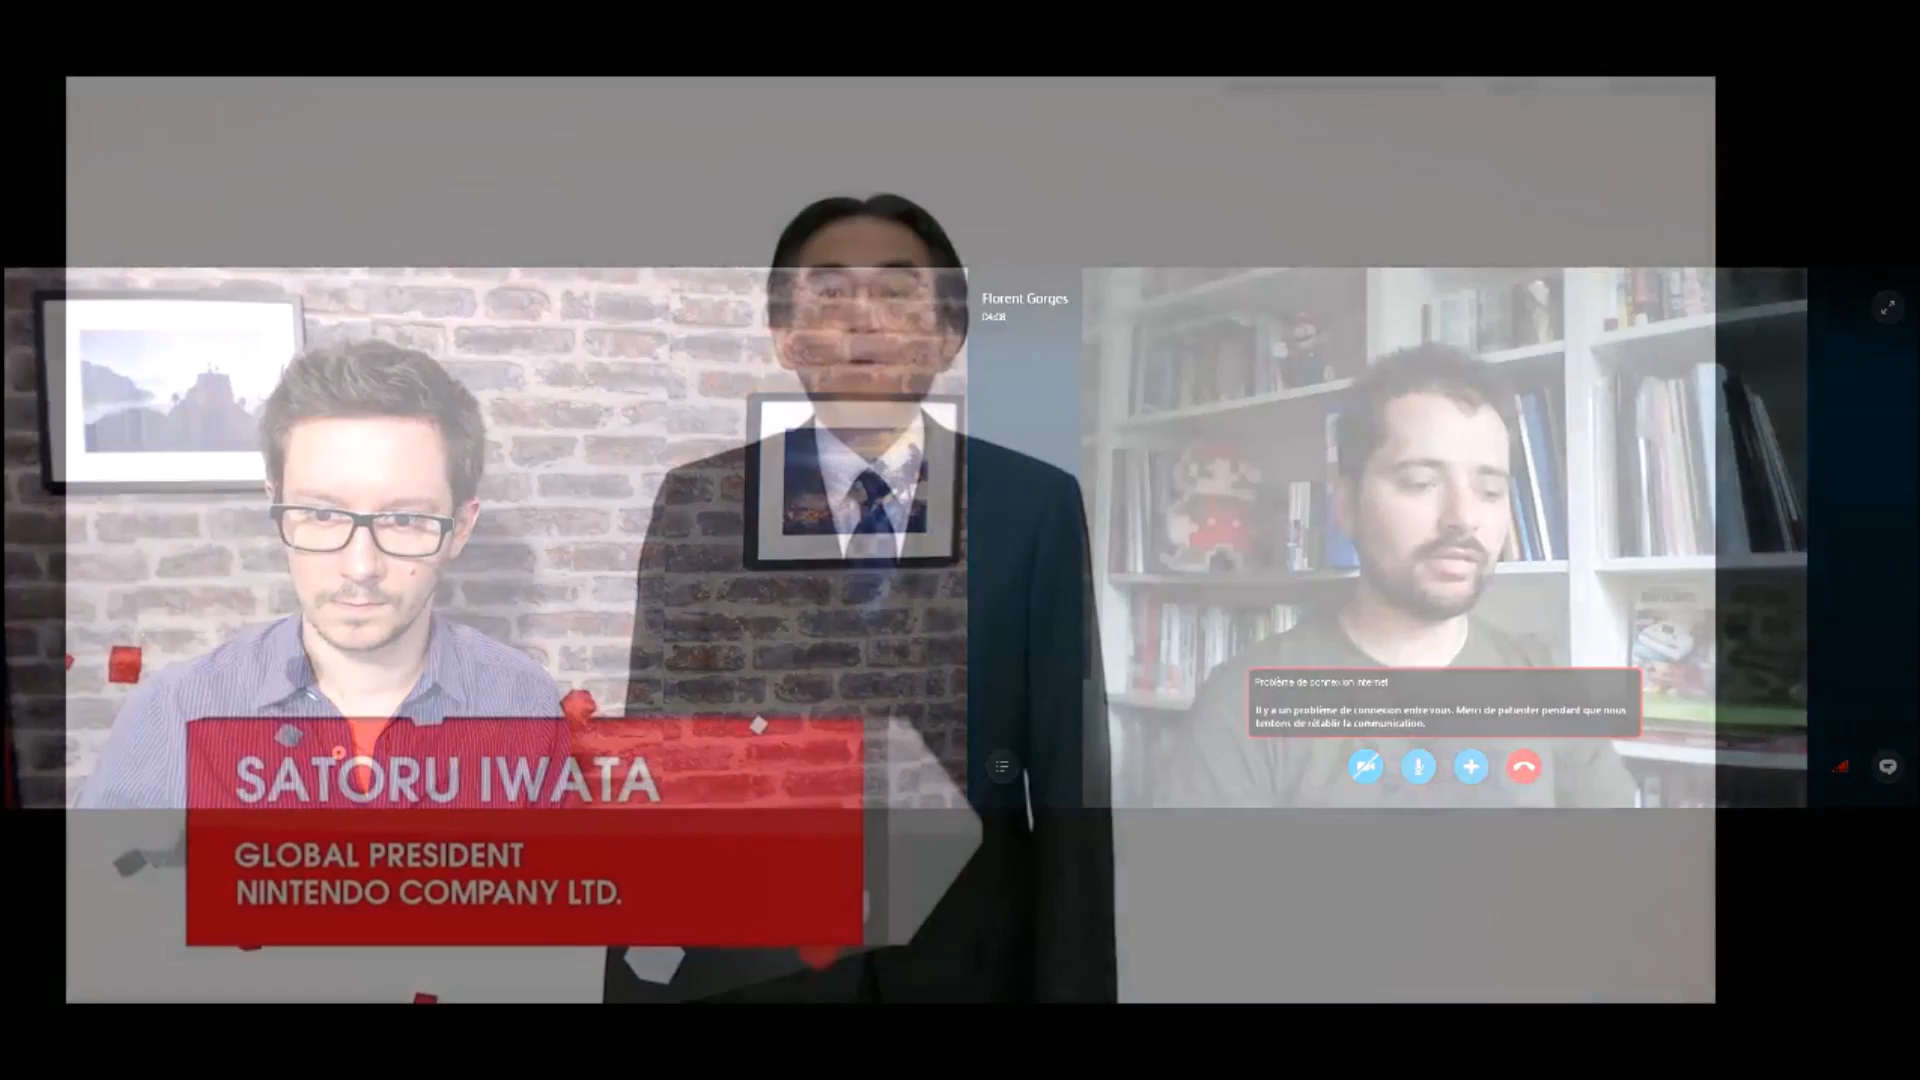 Florent Gorges
04:08
Problème de connexion Internet
Il y a un problème de connexion entre vous. Merci de patienter pendant que nous
tentons de rétablir la communication.
SATORU IWATA
GLOBAL PRESIDENT
NINTENDO COMPANY LTD.